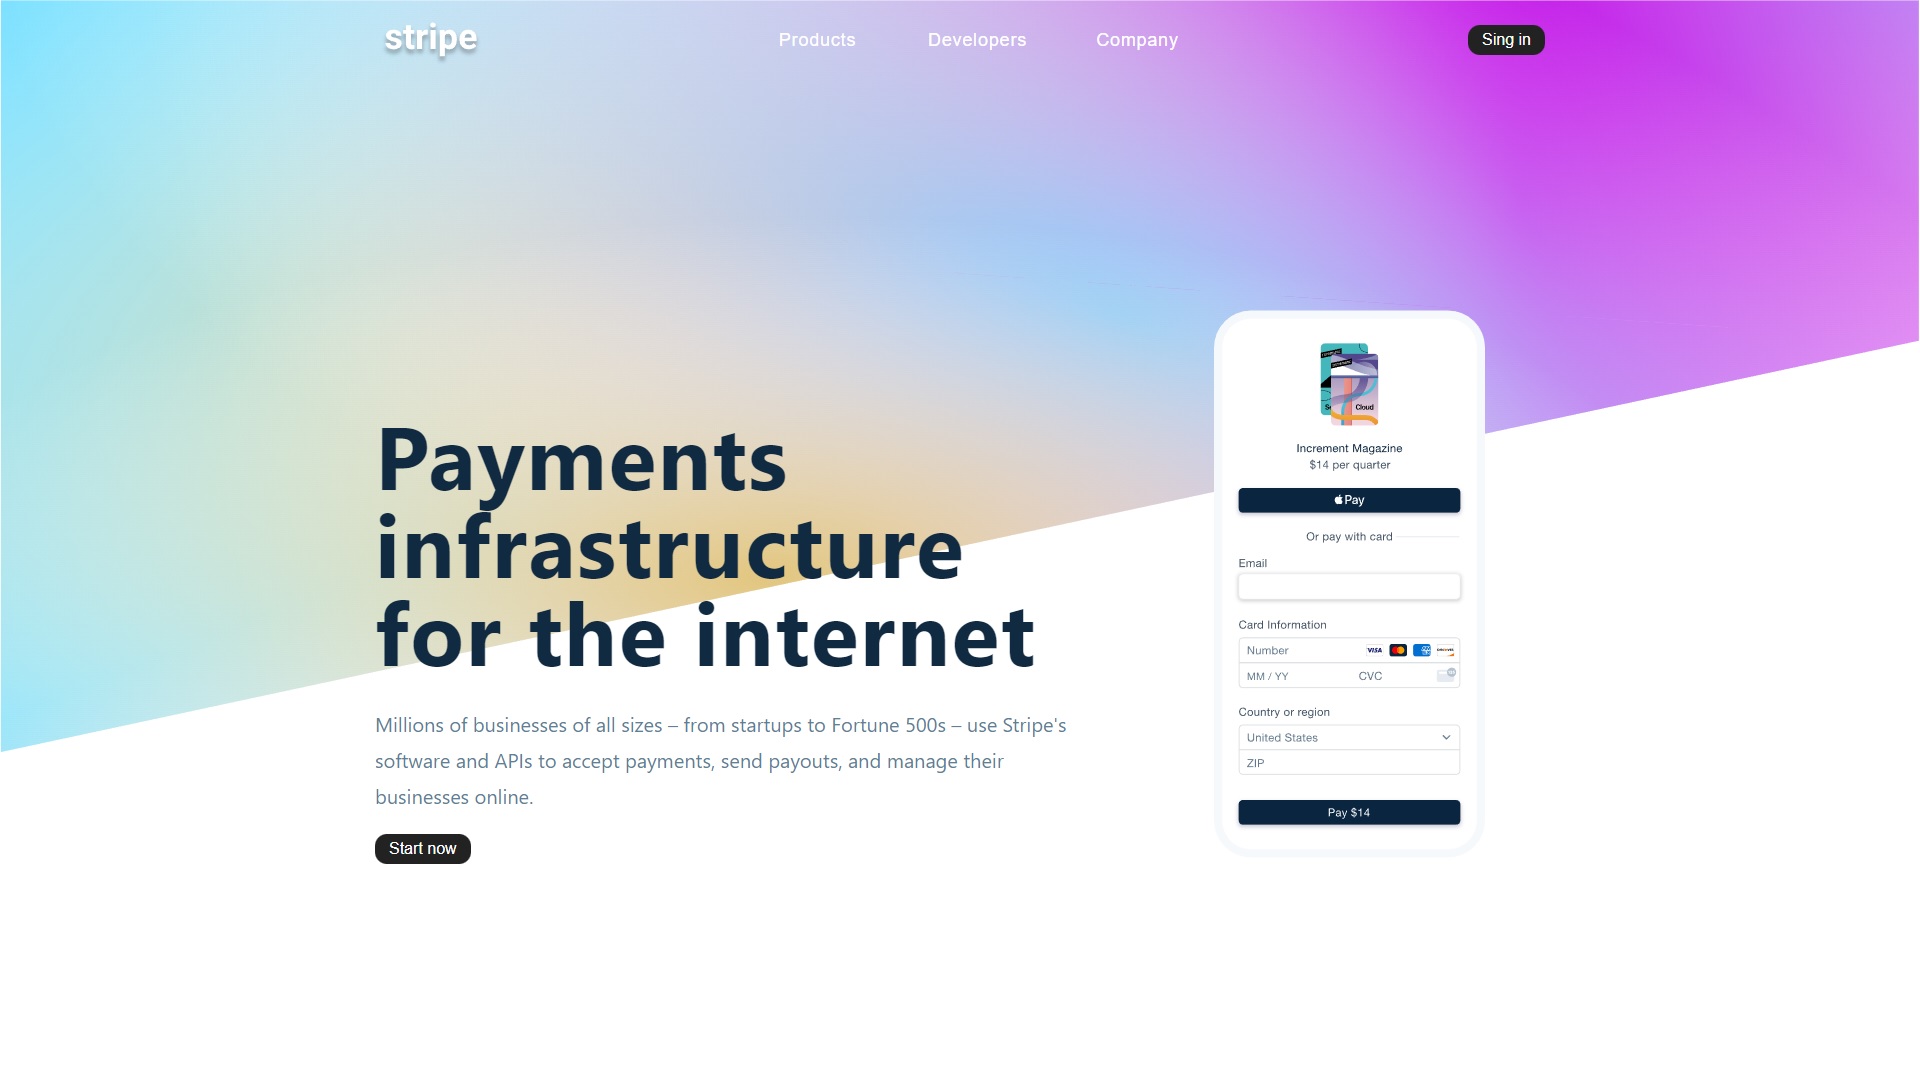 stripe
Products
Developers
Company
Sing in
Payments
infrastructure
for the internet
Millions of businesses of all sizes – from startups to Fortune 500s – use Stripe's
software and APIs to accept payments, send payouts, and manage their
businesses online.
Start now
Cloud
Increment Magazine
$14 per quarter
Pay
Or pay with card
Email
Card Information
Number
VISA
MM / YY
CVC
Country or region
United States
ZIP
Pay $14